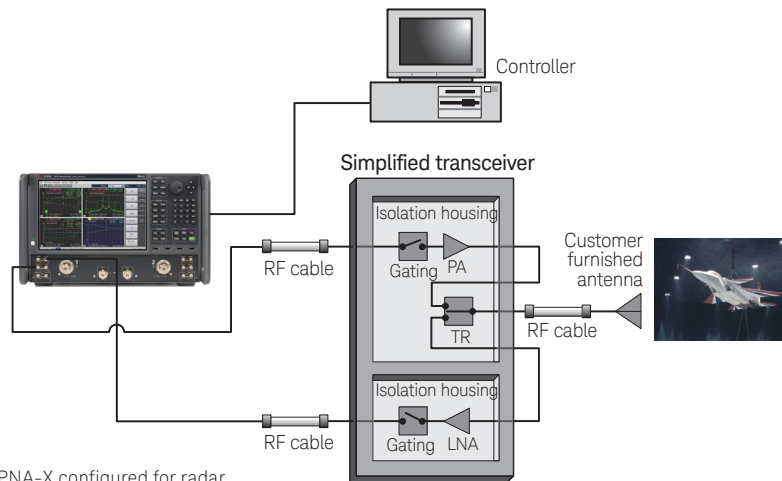 Controller
Simplified transceiver
Isolation housing
RF cable
Gating
PA
TR
Customer
furnished
antenna
RF cable
Isolation housing
RF cable
Gating
LNA
PNA-X configured for radar